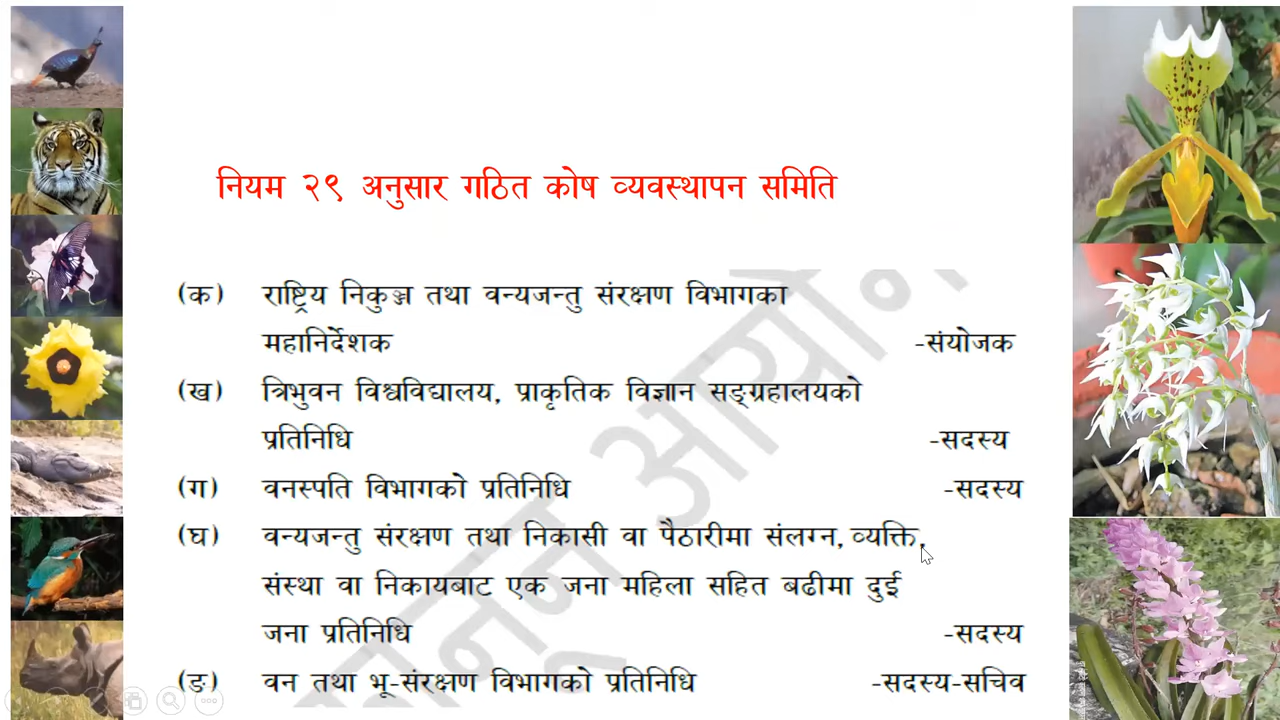 नियम २९ अनुसार गठित कोष व्यवस्थापन समिति
(क) राष्ट्रिय निकुञ्ज तथा वन्यजन्तु संरक्षण विभागका
महानिर्देशक -संयोजक
(ख) त्रिभुवन विश्वविद्यालय, प्राकृतिक विज्ञान सङ्ग्रहालयको
प्रतिनिधि -सदस्य
(ग) वनस्पति विभागको प्रतिनिधि -सदस्य
(घ) वन्यजन्तु संरक्षण तथा निकासी वा पैठारीमा संलग्न, व्यक्ति,
संस्था वा निकायबाट एक जना महिला सहित बढीमा दुई
जना प्रतिनिधि -सदस्य
(ङ) वन तथा भू-संरक्षण विभागको प्रतिनिधि -सदस्य-सचिव